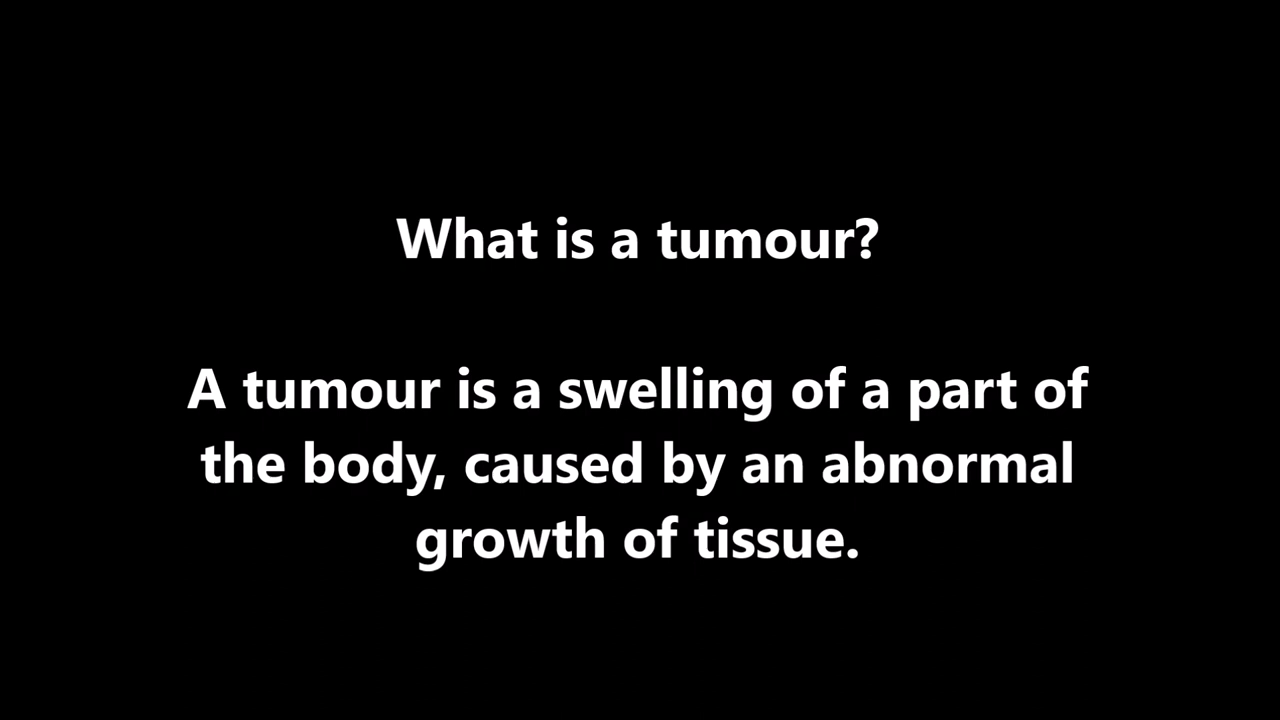 What is a tumour?
A tumour is a swelling of a part of
the body, caused by an abnormal
growth of tissue.